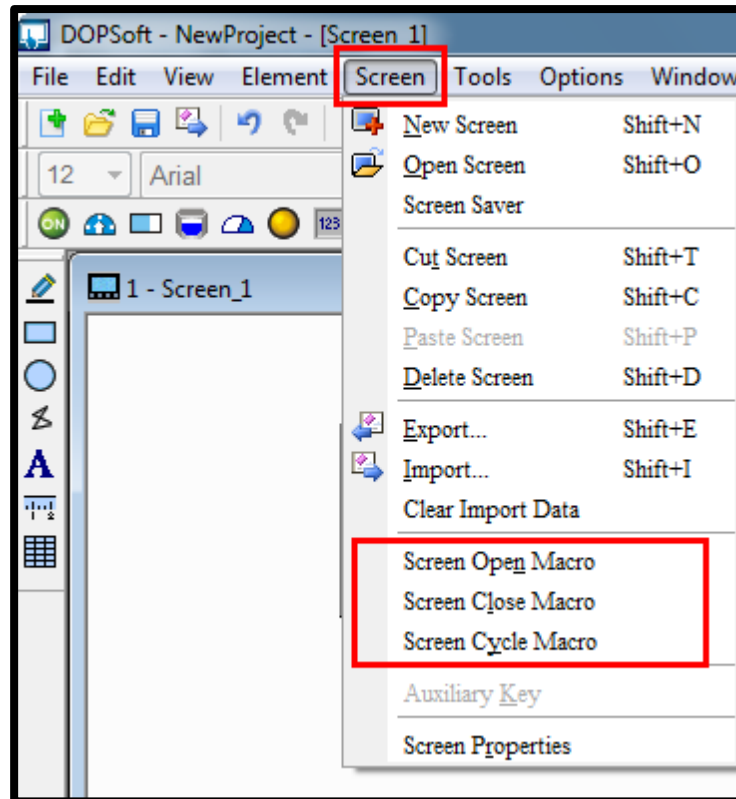 DOPSoft - NewProject - [Screen_1]
File Edit View Element Screen Tools Options Window
New Screen Shift+N
12 Arial Open Screen Shift+O
ON 123 Screen Saver
Cut Screen Shift+T
1 - Screen_1 Copy Screen Shift+C
Paste Screen Shift+P
Delete Screen Shift+D
Export... Shift+E
A Import... Shift+I
Clear Import Data
Screen Open Macro
Screen Close Macro
Screen Cycle Macro
Auxiliary Key
Screen Properties